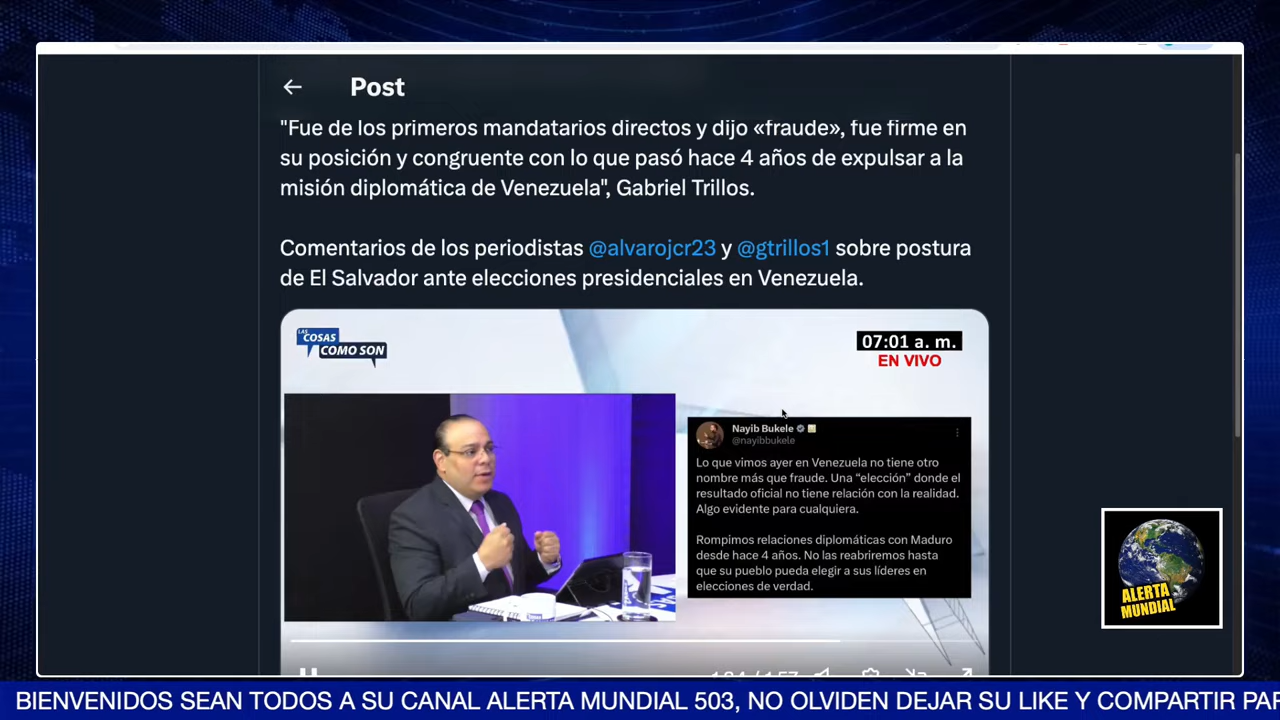 Post
"Fue de los primeros mandatarios directos y dijo «fraude», fue firme en
su posición y congruente con lo que pasó hace 4 años de expulsar a la
misión diplomática de Venezuela", Gabriel Trillos.
Comentarios de los periodistas @alvarojcr23 y @gtrillos1 sobre postura
de El Salvador ante elecciones presidenciales en Venezuela.
LAS
COSAS
COMO SON
07:01 a. m.
EN VIVO
Nayib Bukele
@nayibbukele
Lo que vimos ayer en Venezuela no tiene otro
nombre más que fraude. Una “elección” donde el
resultado oficial no tiene relación con la realidad.
Algo evidente para cualquiera.
Rompimos relaciones diplomáticas con Maduro
desde hace 4 años. No las reabriremos hasta
que su pueblo pueda elegir a sus líderes en
elecciones de verdad.
ALERTA
MUNDIAL
BIENVENIDOS SEAN TODOS A SU CANAL ALERTA MUNDIAL 503, NO OLVIDEN DEJAR SU LIKE Y COMPARTIR PAR